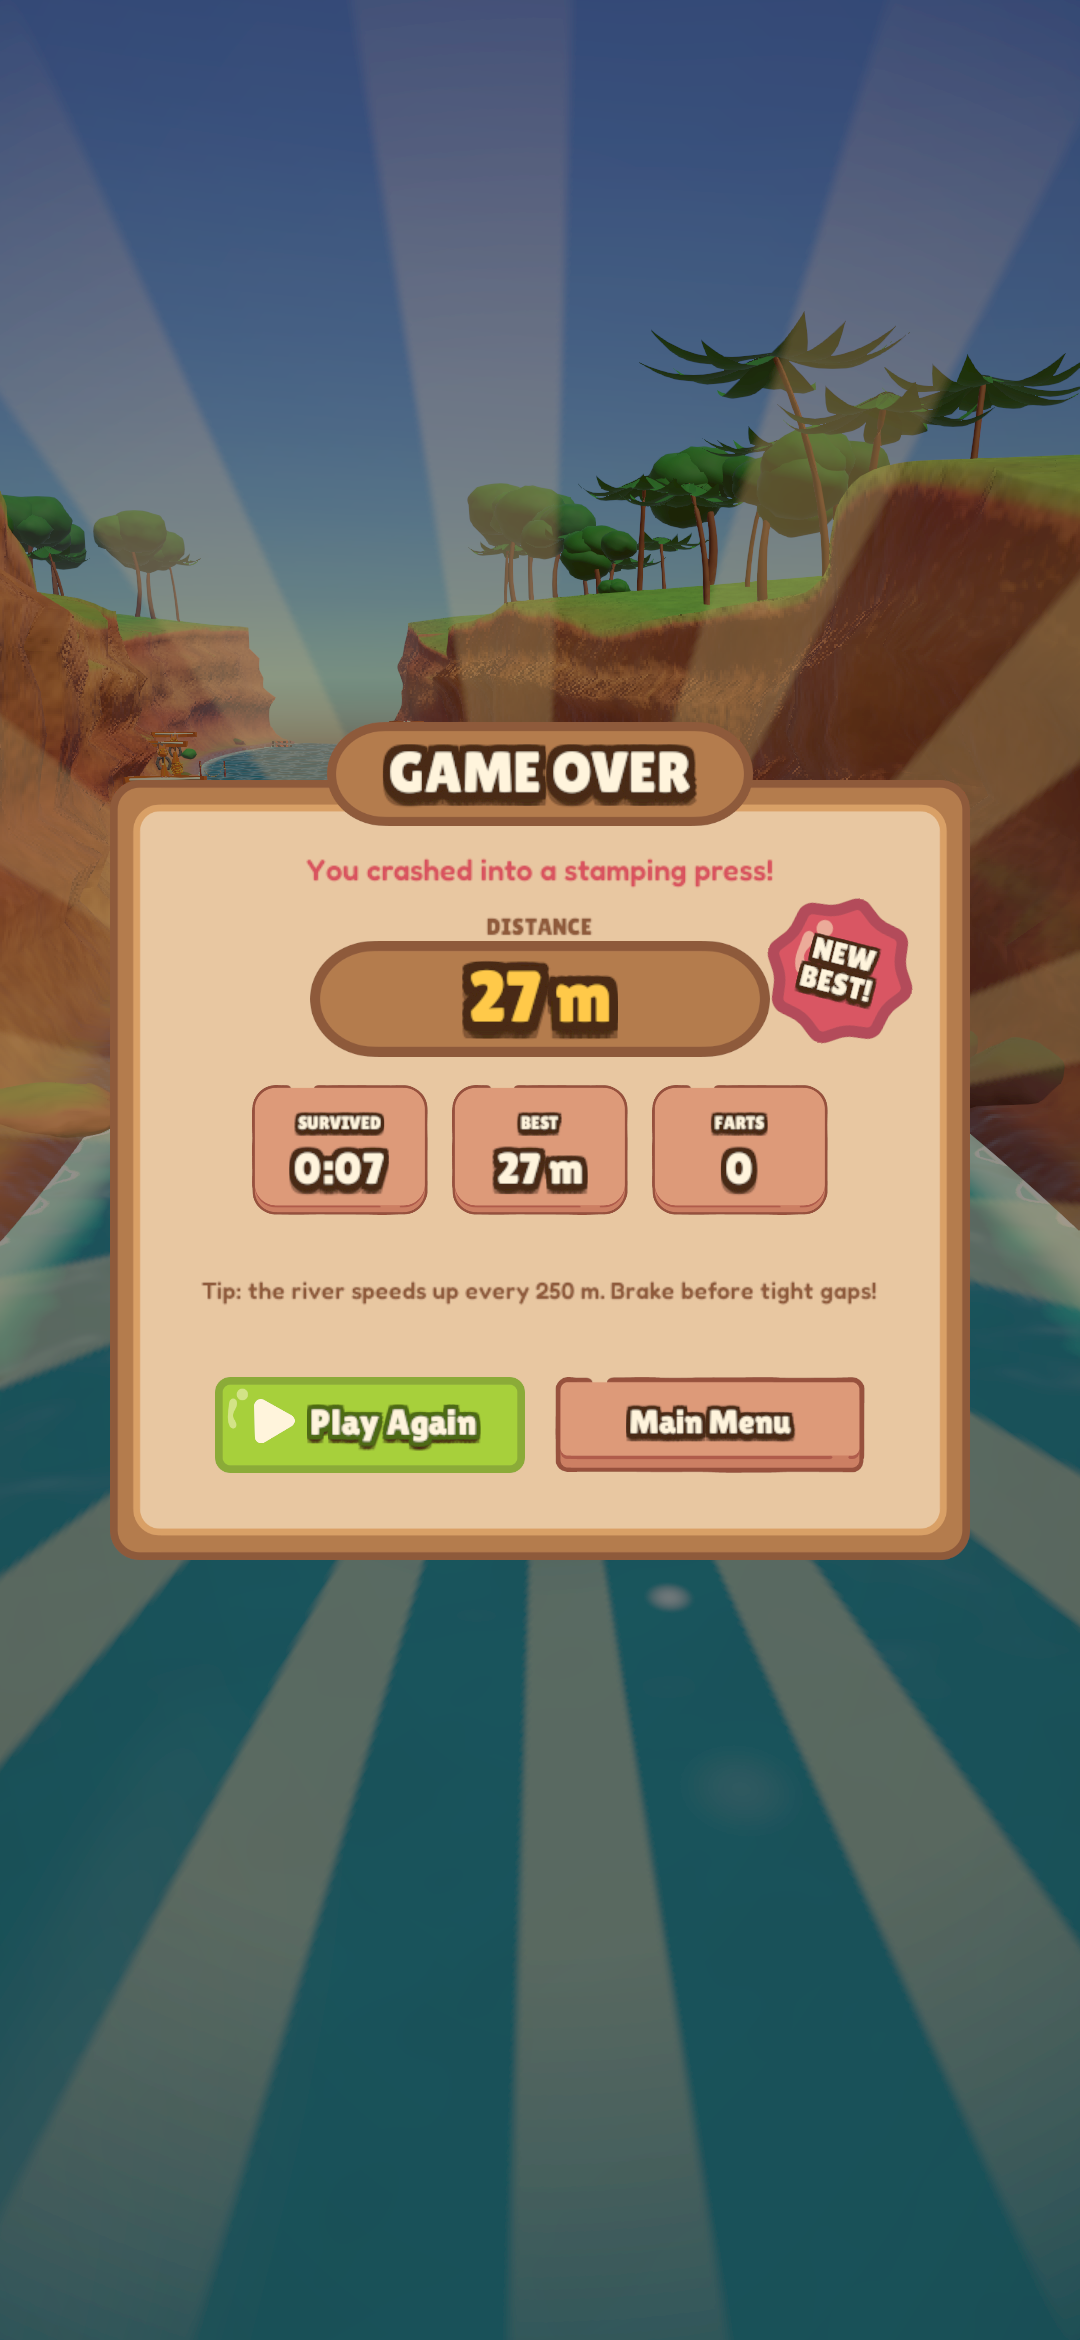 GAME OVER
You crashed into a stamping press!
DISTANCE
27 m
NEW
BEST!
SURVIVED
0:07
BEST
27 m
FARTS
0
Tip: the river speeds up every 250 m. Brake before tight gaps!
Play Again
Main Menu